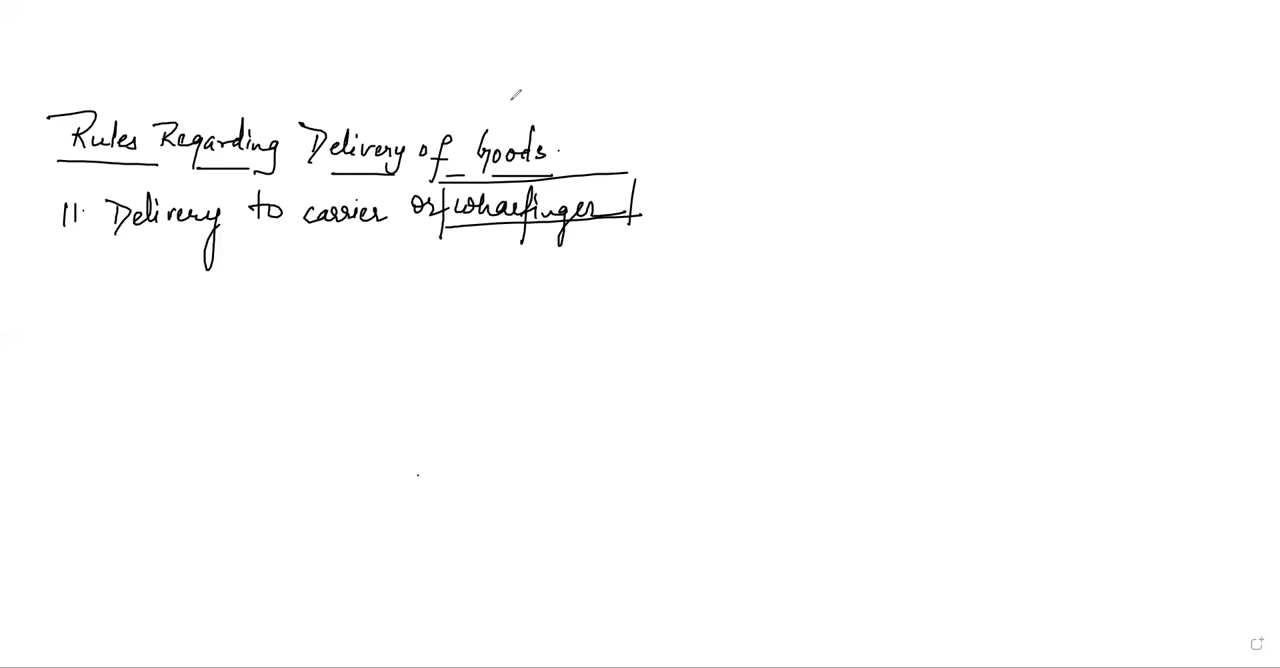 Rules Regarding Delivery of Goods.
11. Delivery to carrier or wharfinger